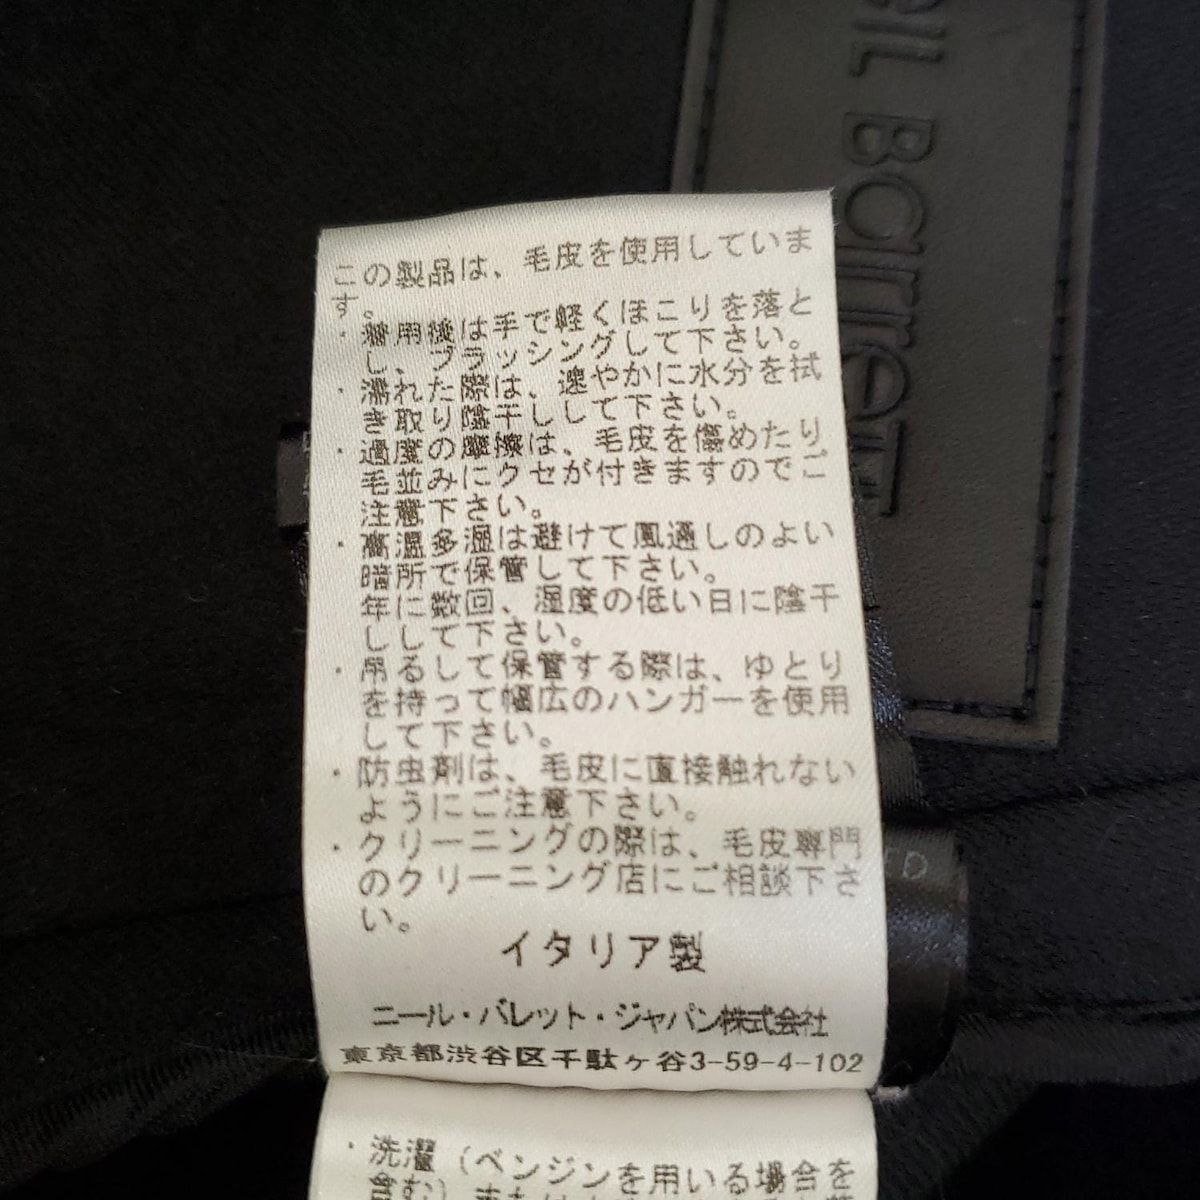 この製品は、毛皮を使用していま
す。
・着用後は手で軽くほこりを落と
し、ブラッシングして下さい。
・濡れた際は、速やかに水分を拭
き取り陰干しして下さい。
・過度の摩擦は、毛皮を傷めたり
毛並みにクセが付きますのでご
注意下さい。
・高温多湿は避けて風通しのよい
暗所で保管して下さい。
年に数回、湿度の低い日に陰干
しして下さい。
・吊るして保管する際は、ゆとり
を持って幅広のハンガーを使用
して下さい。
・防虫剤は、毛皮に直接触れない
ようにご注意下さい。
・クリーニングの際は、毛皮専門
のクリーニング店にご相談下さ
い。
イタリア製
ニール・バレット・ジャパン株式会社
東京都渋谷区千駄ヶ谷3-59-4-102
・洗濯(ベンジンを用いる場合を
含む)または
eil Barrett